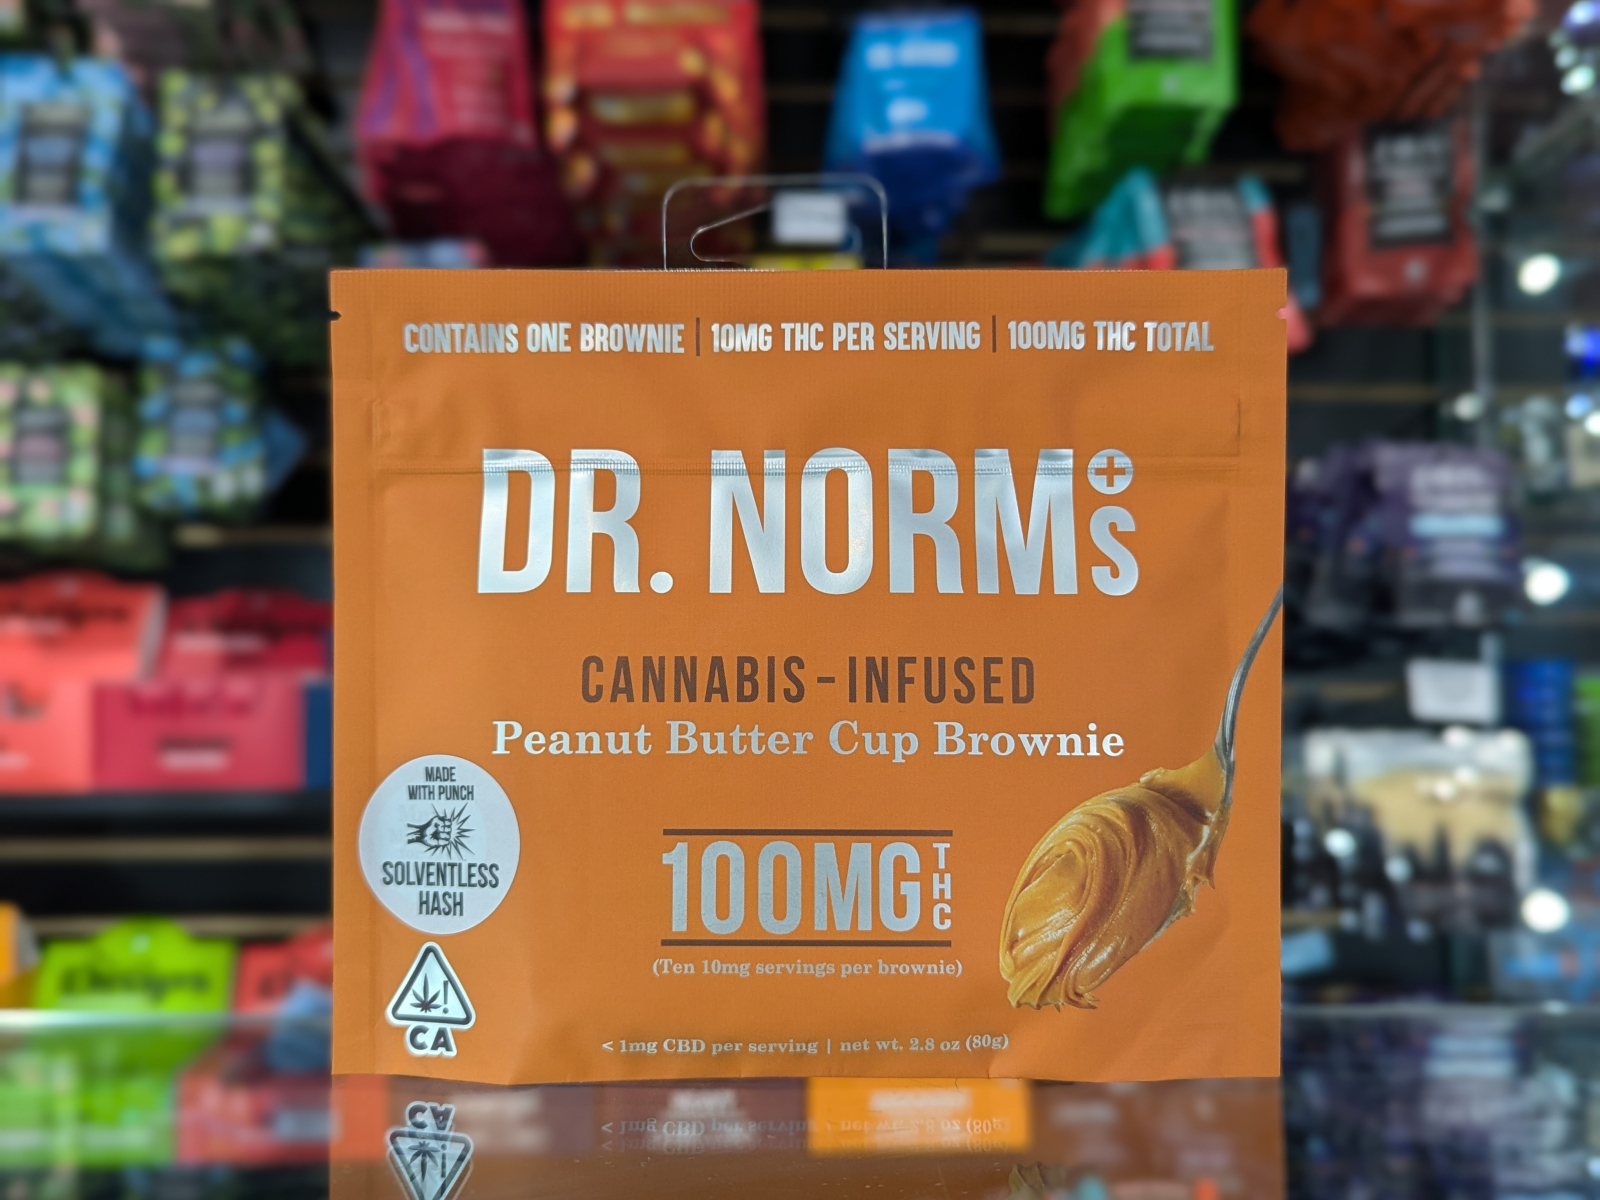 CONTAINS ONE BROWNIE | 10MG THC PER SERVING | 100MG THC TOTAL
DR. NORM+S
CANNABIS-INFUSED
Peanut Butter Cup Brownie
MADE
WITH PUNCH
SOLVENTLESS
HASH
100MG THC
(Ten 10mg servings per brownie)
!
CA
< 1mg CBD per serving | net wt. 2.8 oz (80g)